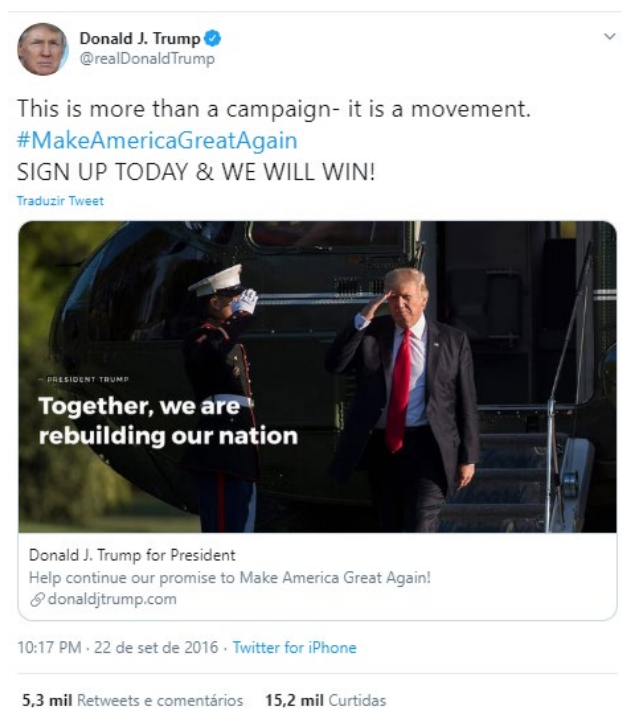 Donald J. Trump
@realDonaldTrump
This is more than a campaign- it is a movement.
#MakeAmericaGreatAgain
SIGN UP TODAY & WE WILL WIN!
Traduzir Tweet
— PRESIDENT TRUMP
Together, we are
rebuilding our nation
Donald J. Trump for President
Help continue our promise to Make America Great Again!
donaldjtrump.com
10:17 PM · 22 de set de 2016 · Twitter for iPhone
5,3 mil Retweets e comentários 15,2 mil Curtidas